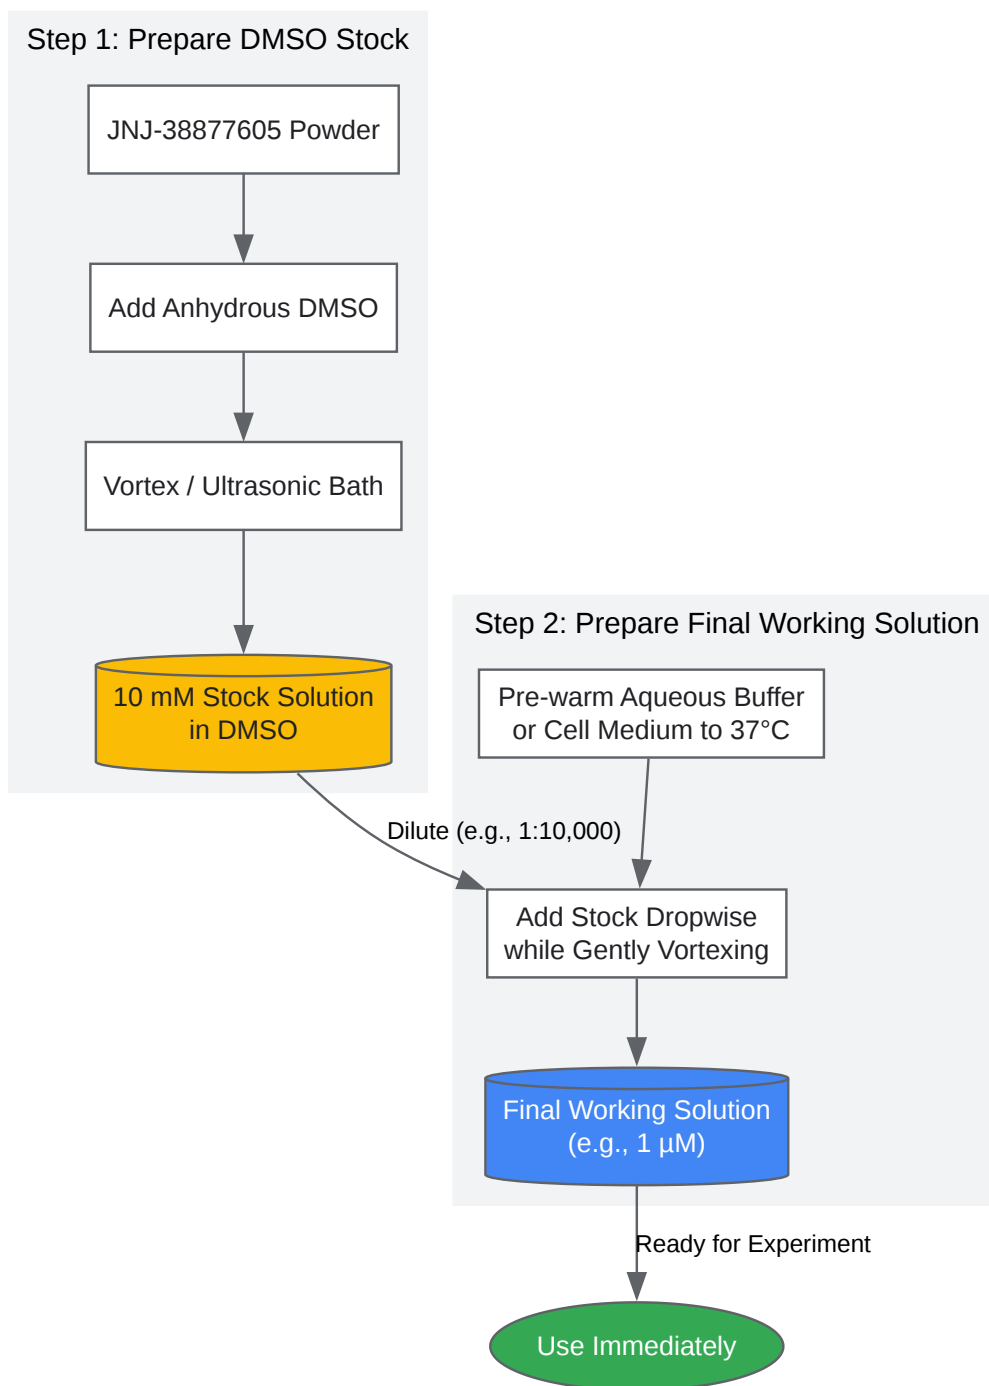 Step 1: Prepare DMSO Stock
JNJ-38877605 Powder
Add Anhydrous DMSO
Vortex / Ultrasonic Bath
10 mM Stock Solution
in DMSO
Step 2: Prepare Final Working Solution
Pre-warm Aqueous Buffer
or Cell Medium to 37°C
Dilute (e.g., 1:10,000)
Add Stock Dropwise
while Gently Vortexing
Final Working Solution
(e.g., 1 µM)
Ready for Experiment
Use Immediately